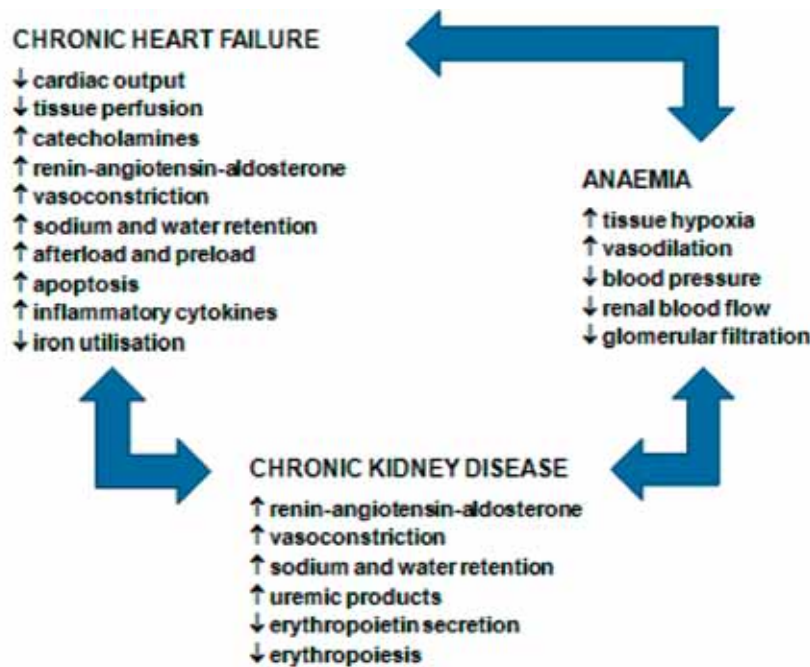 CHRONIC HEART FAILURE
↓ cardiac output
↓ tissue perfusion
↑ catecholamines
↑ renin-angiotensin-aldosterone
↑ vasoconstriction
↑ sodium and water retention
↑ afterload and preload
↑ apoptosis
↑ inflammatory cytokines
↓ iron utilisation
ANAEMIA
↑ tissue hypoxia
↑ vasodilation
↓ blood pressure
↓ renal blood flow
↓ glomerular filtration
CHRONIC KIDNEY DISEASE
↑ renin-angiotensin-aldosterone
↑ vasoconstriction
↑ sodium and water retention
↑ uremic products
↓ erythropoietin secretion
↓ erythropoiesis